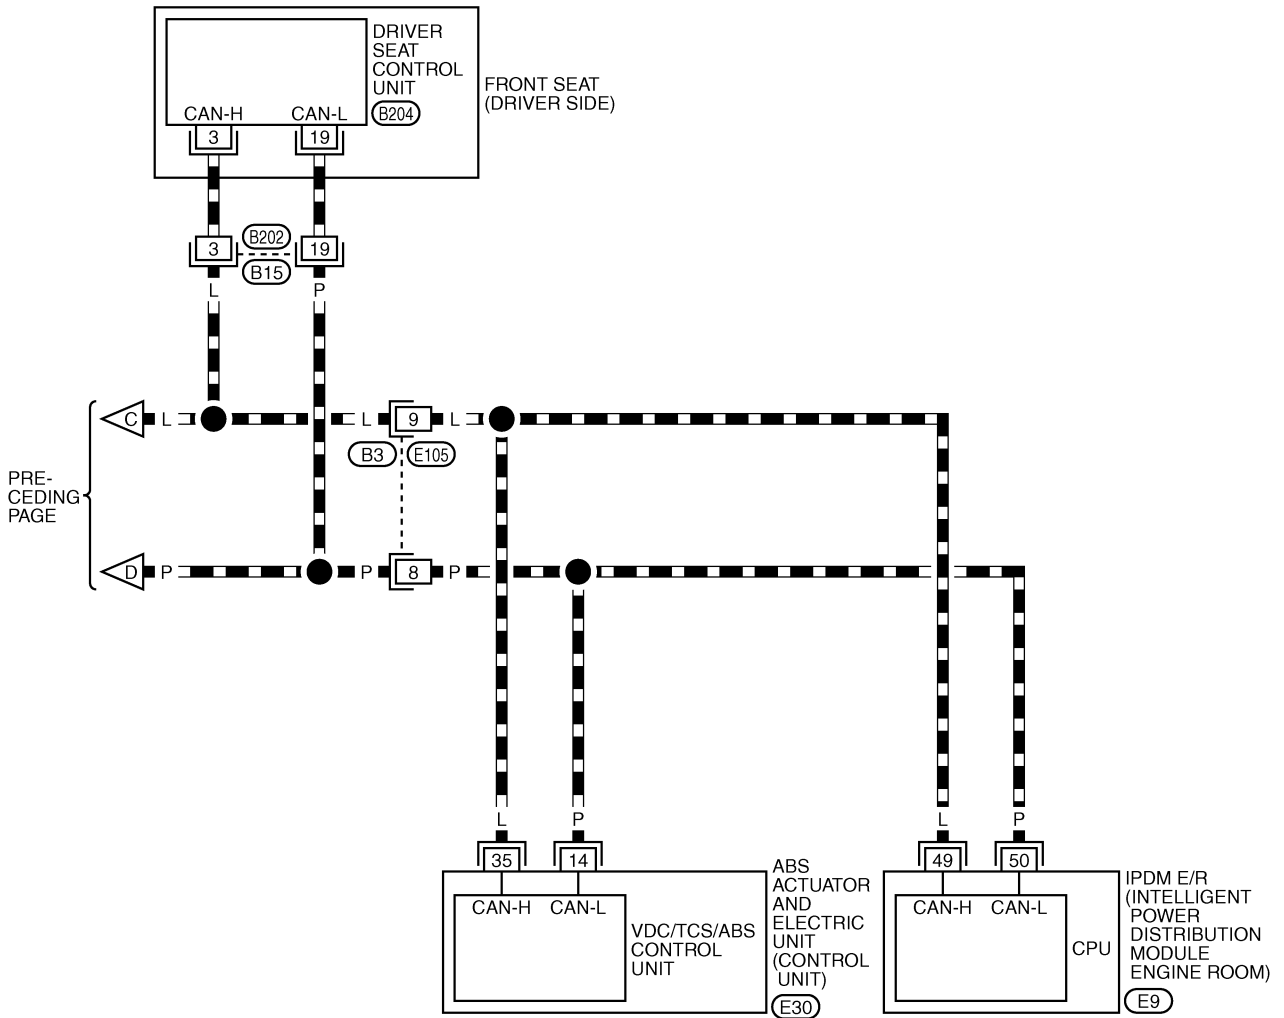 DRIVER
SEAT
CONTROL
UNIT
B204
FRONT SEAT
(DRIVER SIDE)
CAN-H
CAN-L
3
19
3
B202
B15
19
L
P
PRE-
CEDING
PAGE
C
L
L
9
L
B3
E105
D
P
P
8
P
L
P
L
P
35
14
49
50
CAN-H
CAN-L
VDC/TCS/ABS
CONTROL
UNIT
ABS
ACTUATOR
AND
ELECTRIC
UNIT
(CONTROL
UNIT)
E30
CAN-H
CAN-L
CPU
IPDM E/R
(INTELLIGENT
POWER
DISTRIBUTION
MODULE
ENGINE ROOM)
E9